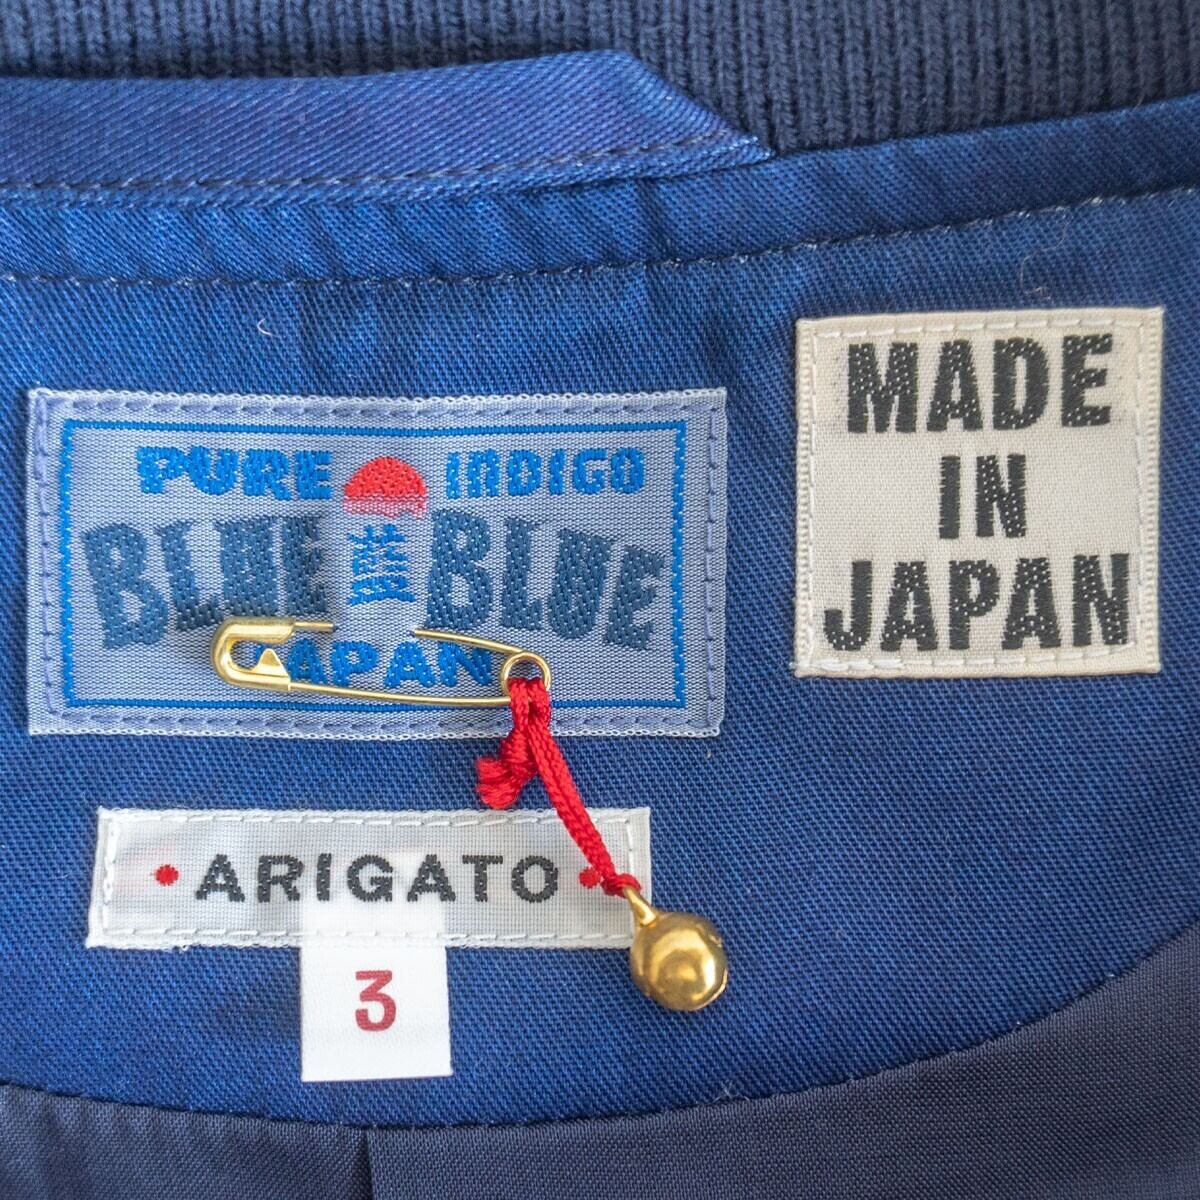 PURE INDIGO
BLUE 藍 BLUE
JAPAN
MADE
IN
JAPAN
• ARIGATO •
3